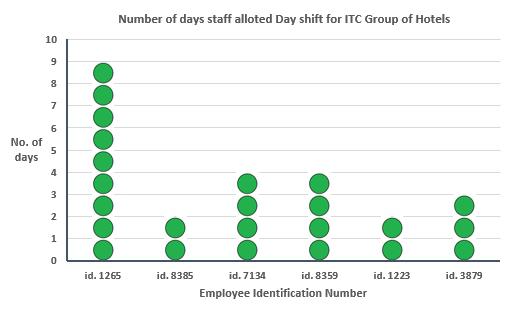 Number of days staff alloted Day shift for ITC Group of Hotels
10
9
8
7
6
5
4
3
2
1
0
No. of
days
id. 1265 id. 8385 id. 7134 id. 8359 id. 1223 id. 3879
Employee Identification Number